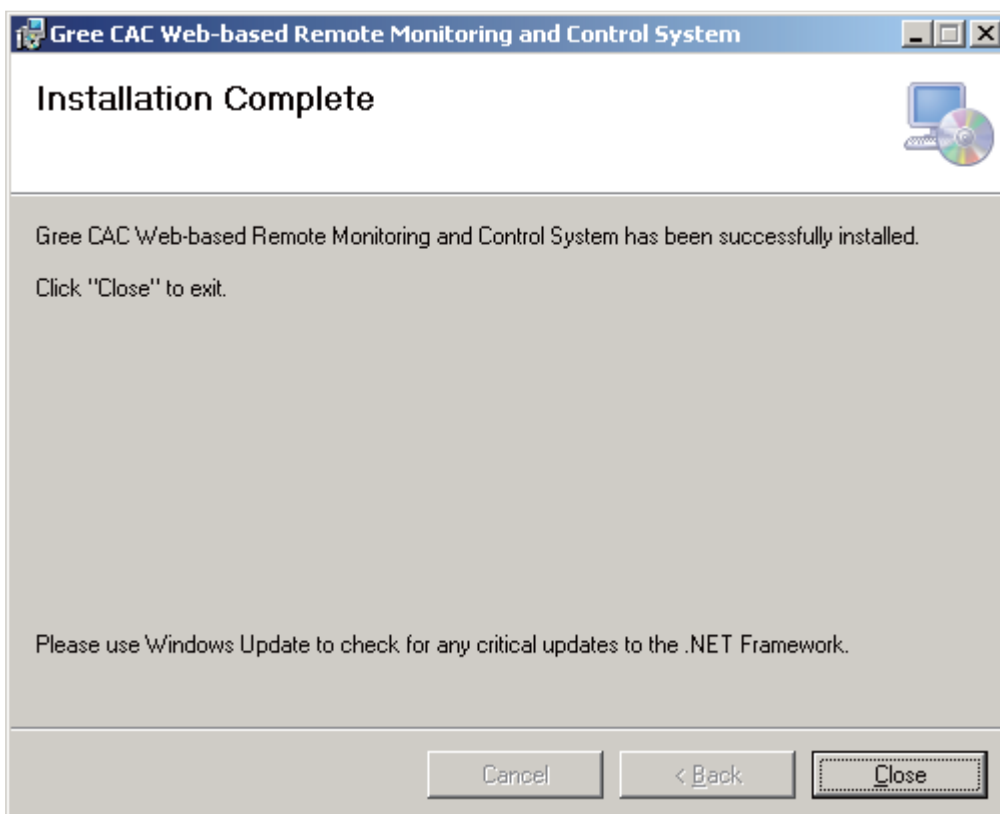 Gree CAC Web-based Remote Monitoring and Control System
Installation Complete
Gree CAC Web-based Remote Monitoring and Control System has been successfully installed.
Click "Close" to exit.
Please use Windows Update to check for any critical updates to the .NET Framework.
Cancel
< Back
Close